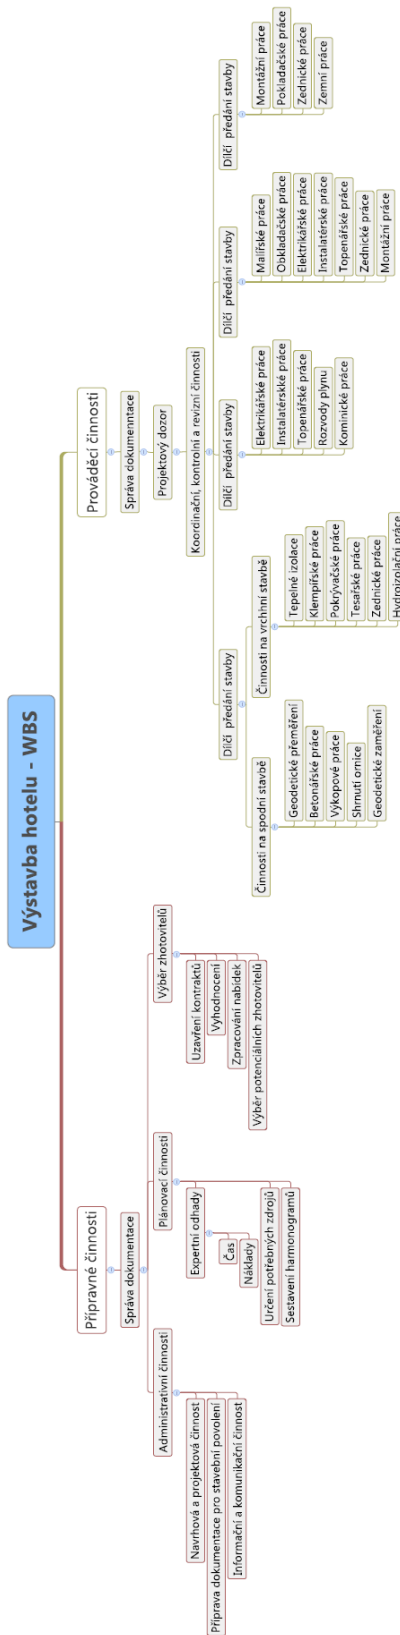 Výstavba hotelu - WBS
Přípravné činnosti
Správa dokumentace
Administrativní činnosti
Navrhová a projektová činnost
Příprava dokumentace pro stavební povolení
Informační a komunikační činnost
Plánovací činnosti
Expertní odhady
Čas
Náklady
Určení potřebných zdrojů
Sestavení harmonogramů
Výběr zhotovitelů
Uzavření kontraktů
Vyhodnocení
Zpracování nabídek
Výběr potenciálních zhotovitelů
Prováděcí činnosti
Správa dokumenntace
Projektový dozor
Koordinační, kontrolní a revizní činnosti
Dílčí předání stavby
Činnosti na spodní stavbě
Geodetické přeměření
Betonářské práce
Výkopové práce
Shrnutí ornice
Geodetické zaměření
Činnosti na vrchhní stavbě
Tepelné izolace
Klempířské práce
Pokrývačské práce
Tesařské práce
Zednické práce
Hydroizolační práce
Dílčí předání stavby
Elektrikářské práce
Instalatérskké práce
Topenářské práce
Rozvody plynu
Kominické práce
Dílčí předání stavby
Malířské práce
Obkladačské práce
Elektrikářské práce
Instalatérské práce
Topenářské práce
Zednické práce
Montážní práce
Dílčí předání stavby
Montážní práce
Pokladačské práce
Zednické práce
Zemní práce